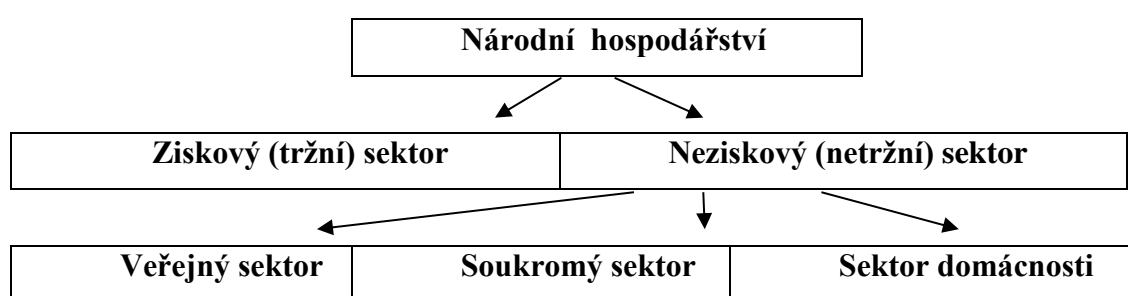 Národní hospodářství
Ziskový (tržní) sektor
Neziskový (netržní) sektor
Veřejný sektor
Soukromý sektor
Sektor domácnosti